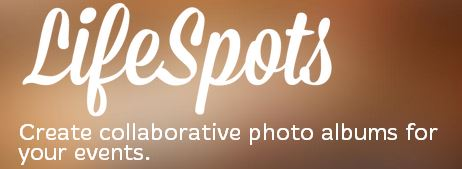 LifeSpots
Create collaborative photo albums for
your events.